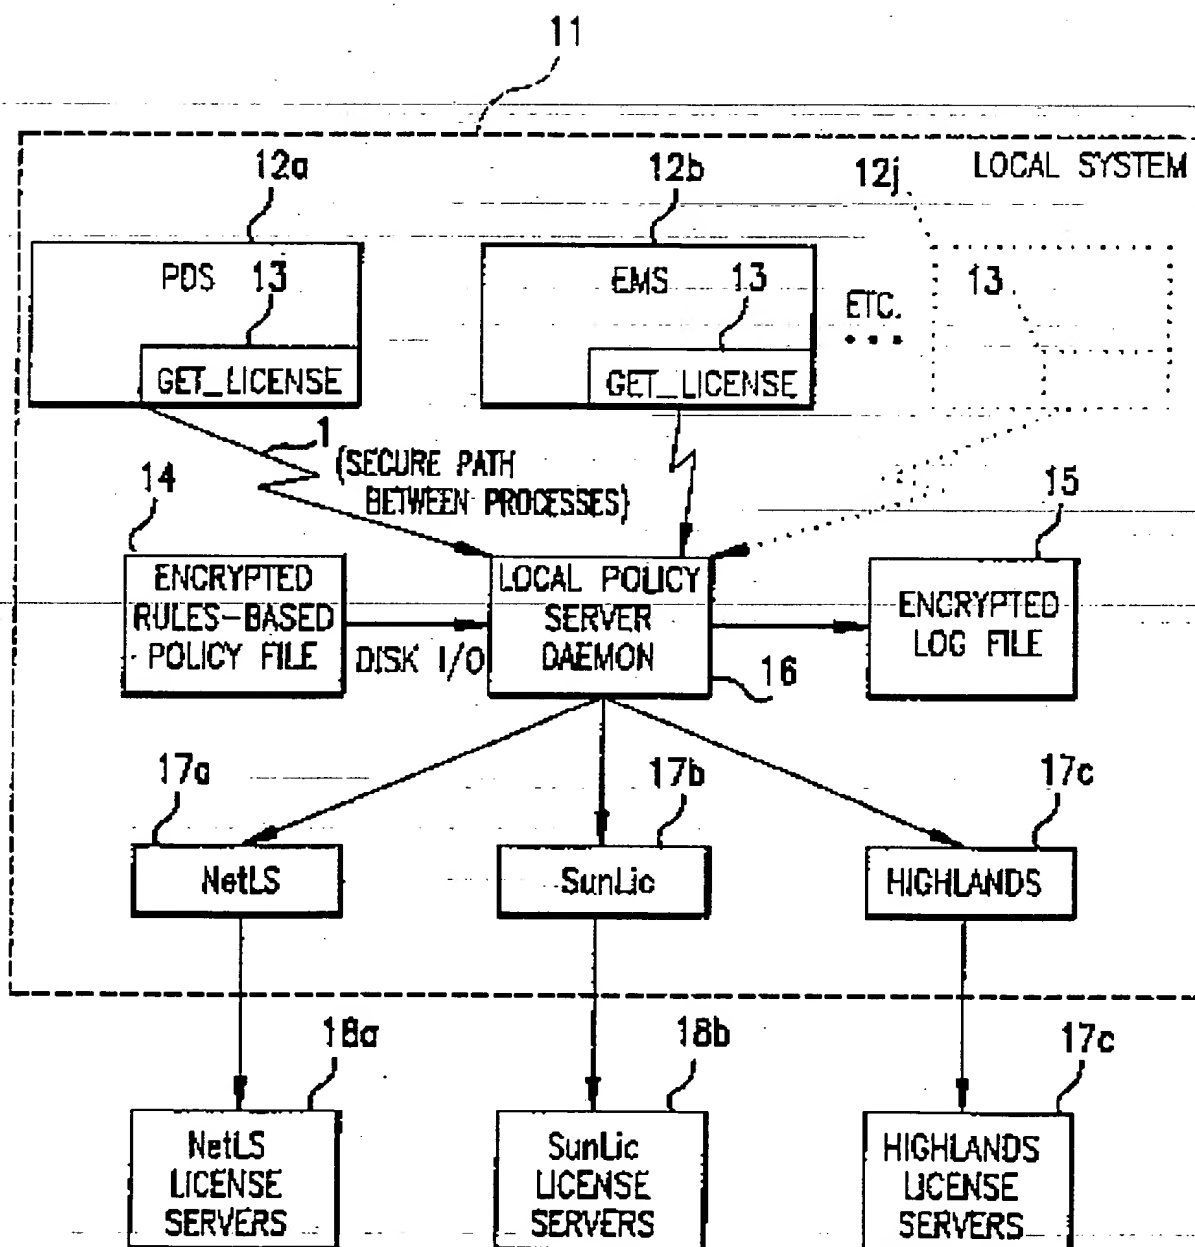 11
12a
12b
12j
LOCAL SYSTEM
PDS
13
EMS
13
ETC.
13
GET_LICENSE
GET_LICENSE
1
(SECURE PATH
BETWEEN PROCESSES)
14
15
ENCRYPTED
RULES-BASED
POLICY FILE
DISK I/O
LOCAL POLICY
SERVER
DAEMON
16
ENCRYPTED
LOG FILE
17a
17b
17c
NetLS
SunLic
HIGHLANDS
18a
18b
17c
NetLS
LICENSE
SERVERS
SunLic
LICENSE
SERVERS
HIGHLANDS
LICENSE
SERVERS